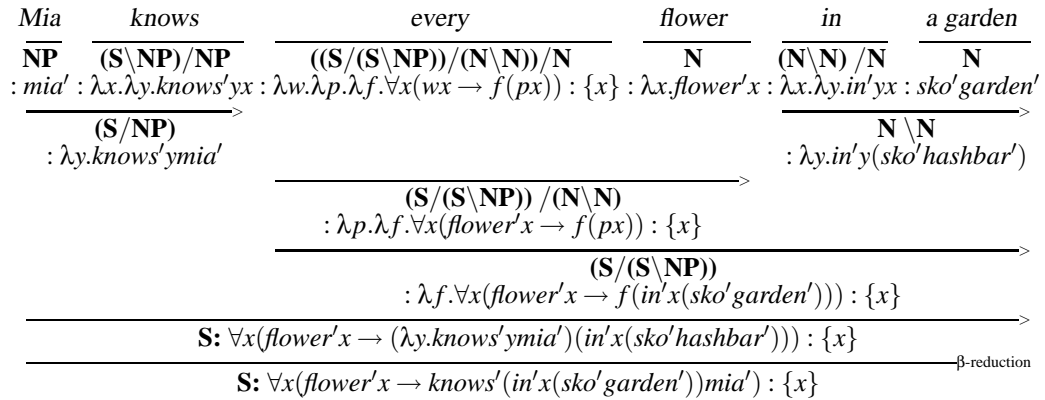 Mia knows every flower in a garden
NP (S\NP)/NP ((S/(S\NP))/(N\N))/N N (N\N) /N N
: mia′ : λx.λy.knows′yx : λw.λp.λf.∀x(wx → f(px)) : {x} : λx.flower′x : λx.λy.in′yx : sko′garden′
> >
(S/NP) N \N
: λy.knows′ymia′ : λy.in′y(sko′hashbar′)
>
(S/(S\NP)) /(N\N)
: λp.λf.∀x(flower′x → f(px)) : {x}
>
(S/(S\NP))
: λf.∀x(flower′x → f(in′x(sko′garden′))) : {x}
>
S: ∀x(flower′x → (λy.knows′ymia′)(in′x(sko′hashbar′))) : {x}
β-reduction
S: ∀x(flower′x → knows′(in′x(sko′garden′))mia′) : {x}